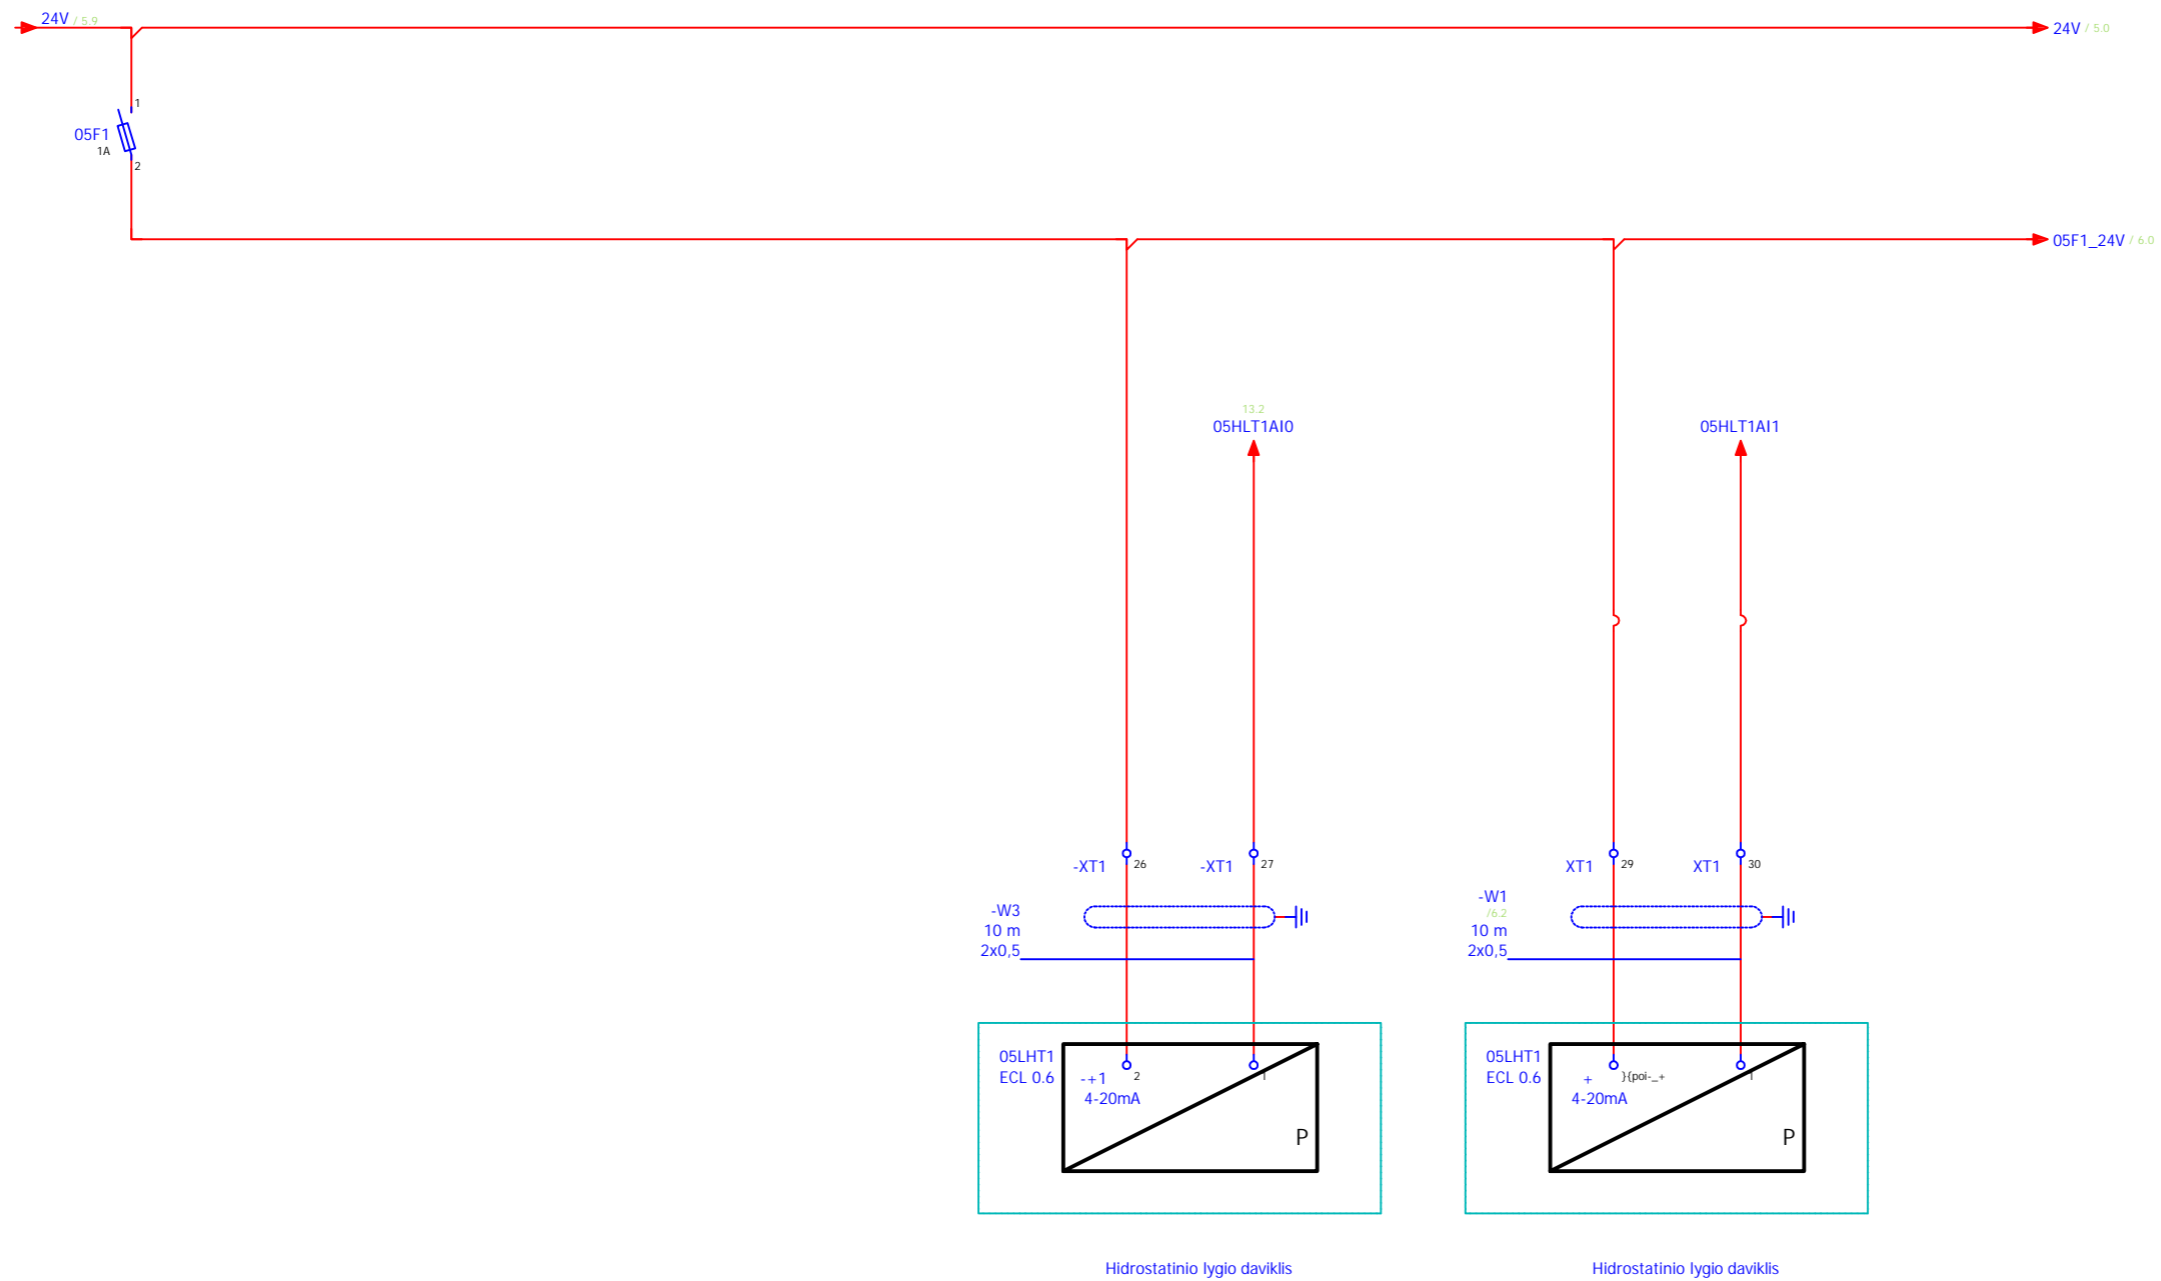 24V / 5.9
24V / 5.0
1
05F1
1A
2
05F1_24V / 6.0
13.2
05HLT1AI0
05HLT1AI1
-XT1 26
-XT1 27
XT1 29
XT1 30
-W3
10 m
2x0,5
-W1
/6.2
10 m
2x0,5
05LHT1
ECL 0.6
-+1 2
1
4-20mA
P
05LHT1
ECL 0.6
+ }{poi-_+
1
4-20mA
P
Hidrostatinio lygio daviklis
Hidrostatinio lygio daviklis